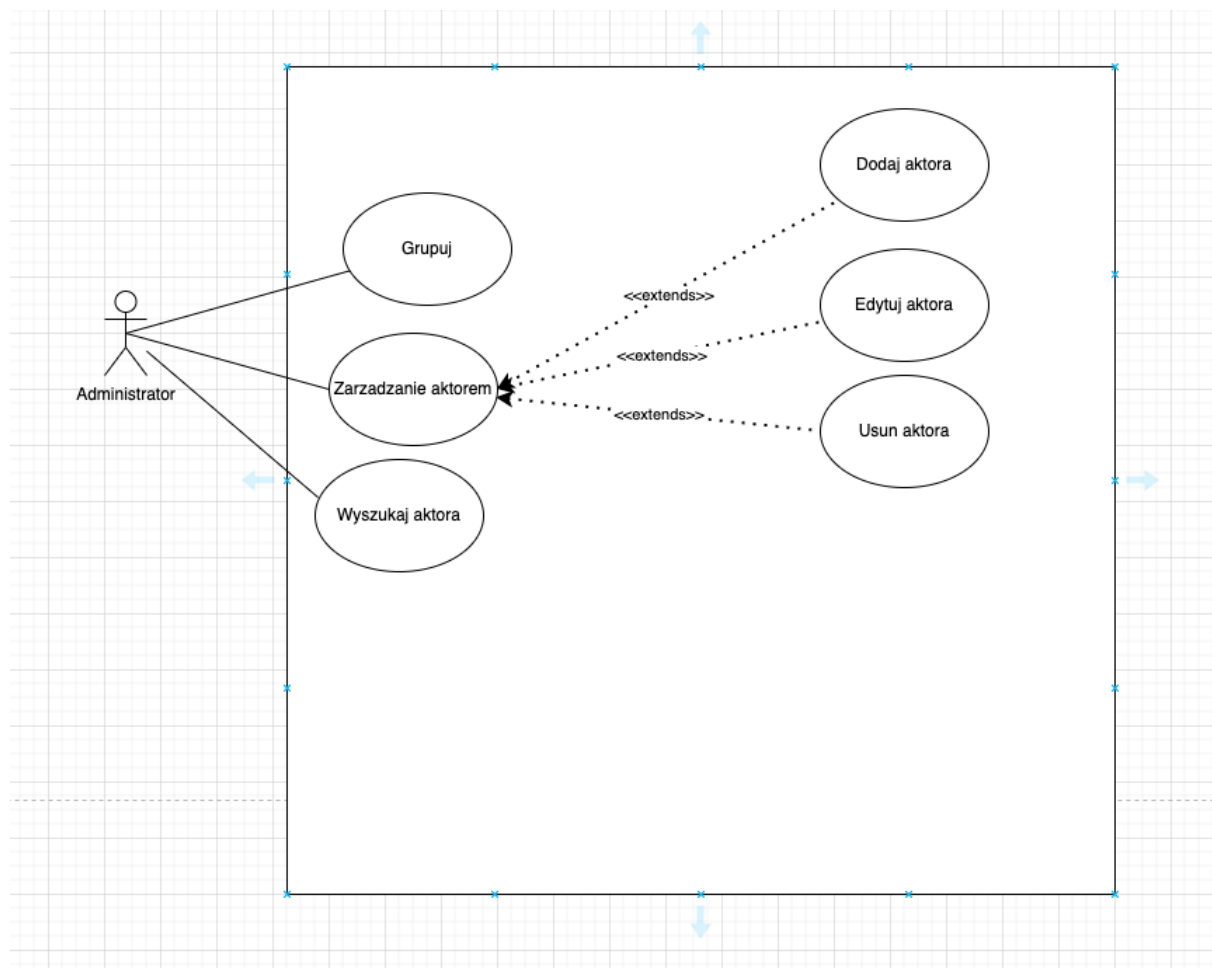 Dodaj aktora
Grupuj
<<extends>>
Edytuj aktora
<<extends>>
Administrator
Zarzadzanie aktorem
<<extends>>
Usun aktora
Wyszukaj aktora